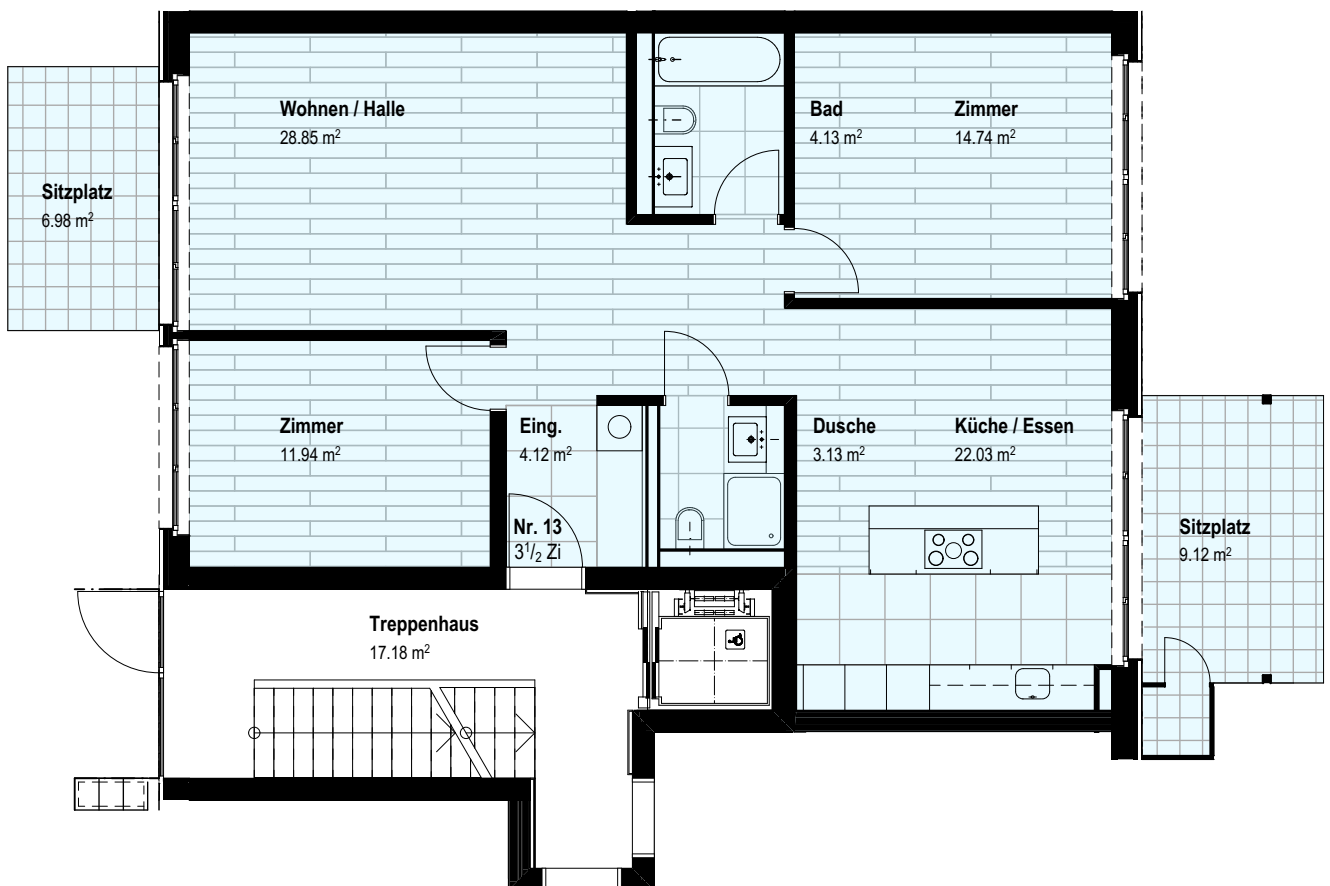 Wohnen / Halle
28.85 m²
Bad
4.13 m²
Zimmer
14.74 m²
Sitzplatz
6.98 m²
Zimmer
11.94 m²
Eing.
4.12 m²
Dusche
3.13 m²
Küche / Essen
22.03 m²
Nr. 13
3¹/₂ Zi
Sitzplatz
9.12 m²
Treppenhaus
17.18 m²